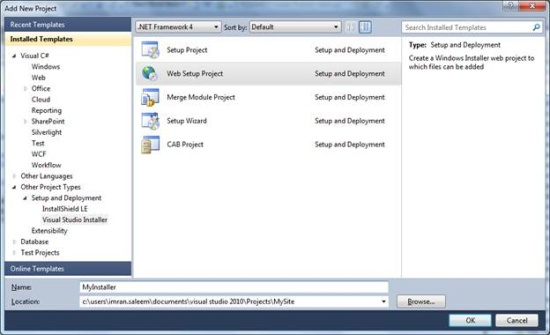 Add New Project
Recent Templates
Installed Templates
Visual C#
Windows
Web
Office
Cloud
Reporting
SharePoint
Silverlight
Test
WCF
Workflow
Other Languages
Other Project Types
Setup and Deployment
InstallShield LE
Visual Studio Installer
Extensibility
Database
Test Projects
Online Templates
.NET Framework 4 Sort by: Default
Setup Project Setup and Deployment
Web Setup Project Setup and Deployment
Merge Module Project Setup and Deployment
Setup Wizard Setup and Deployment
CAB Project Setup and Deployment
Search Installed Templates
Type: Setup and Deployment
Create a Windows Installer web project to
which files can be added
Name: MyInstaller
Location: c:\users\imran.saleem\documents\visual studio 2010\Projects\MySite
Browse...
OK Cancel